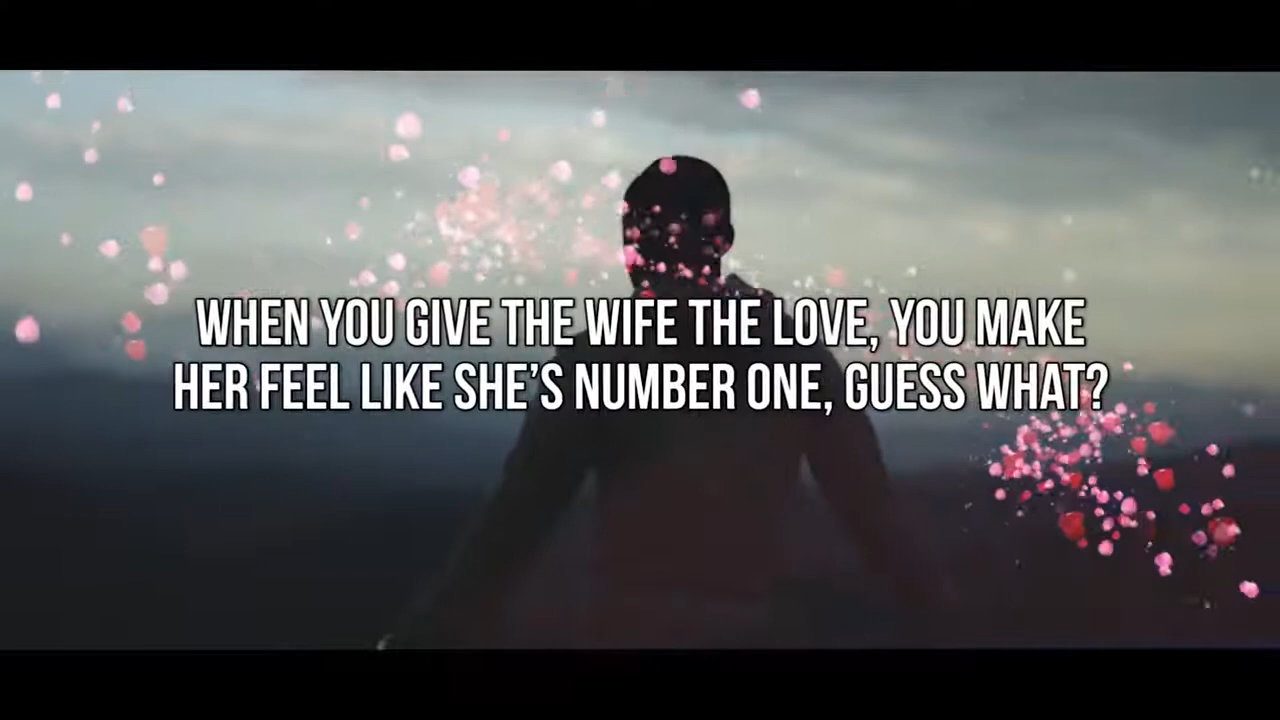 WHEN YOU GIVE THE WIFE THE LOVE, YOU MAKE
HER FEEL LIKE SHE’S NUMBER ONE, GUESS WHAT?